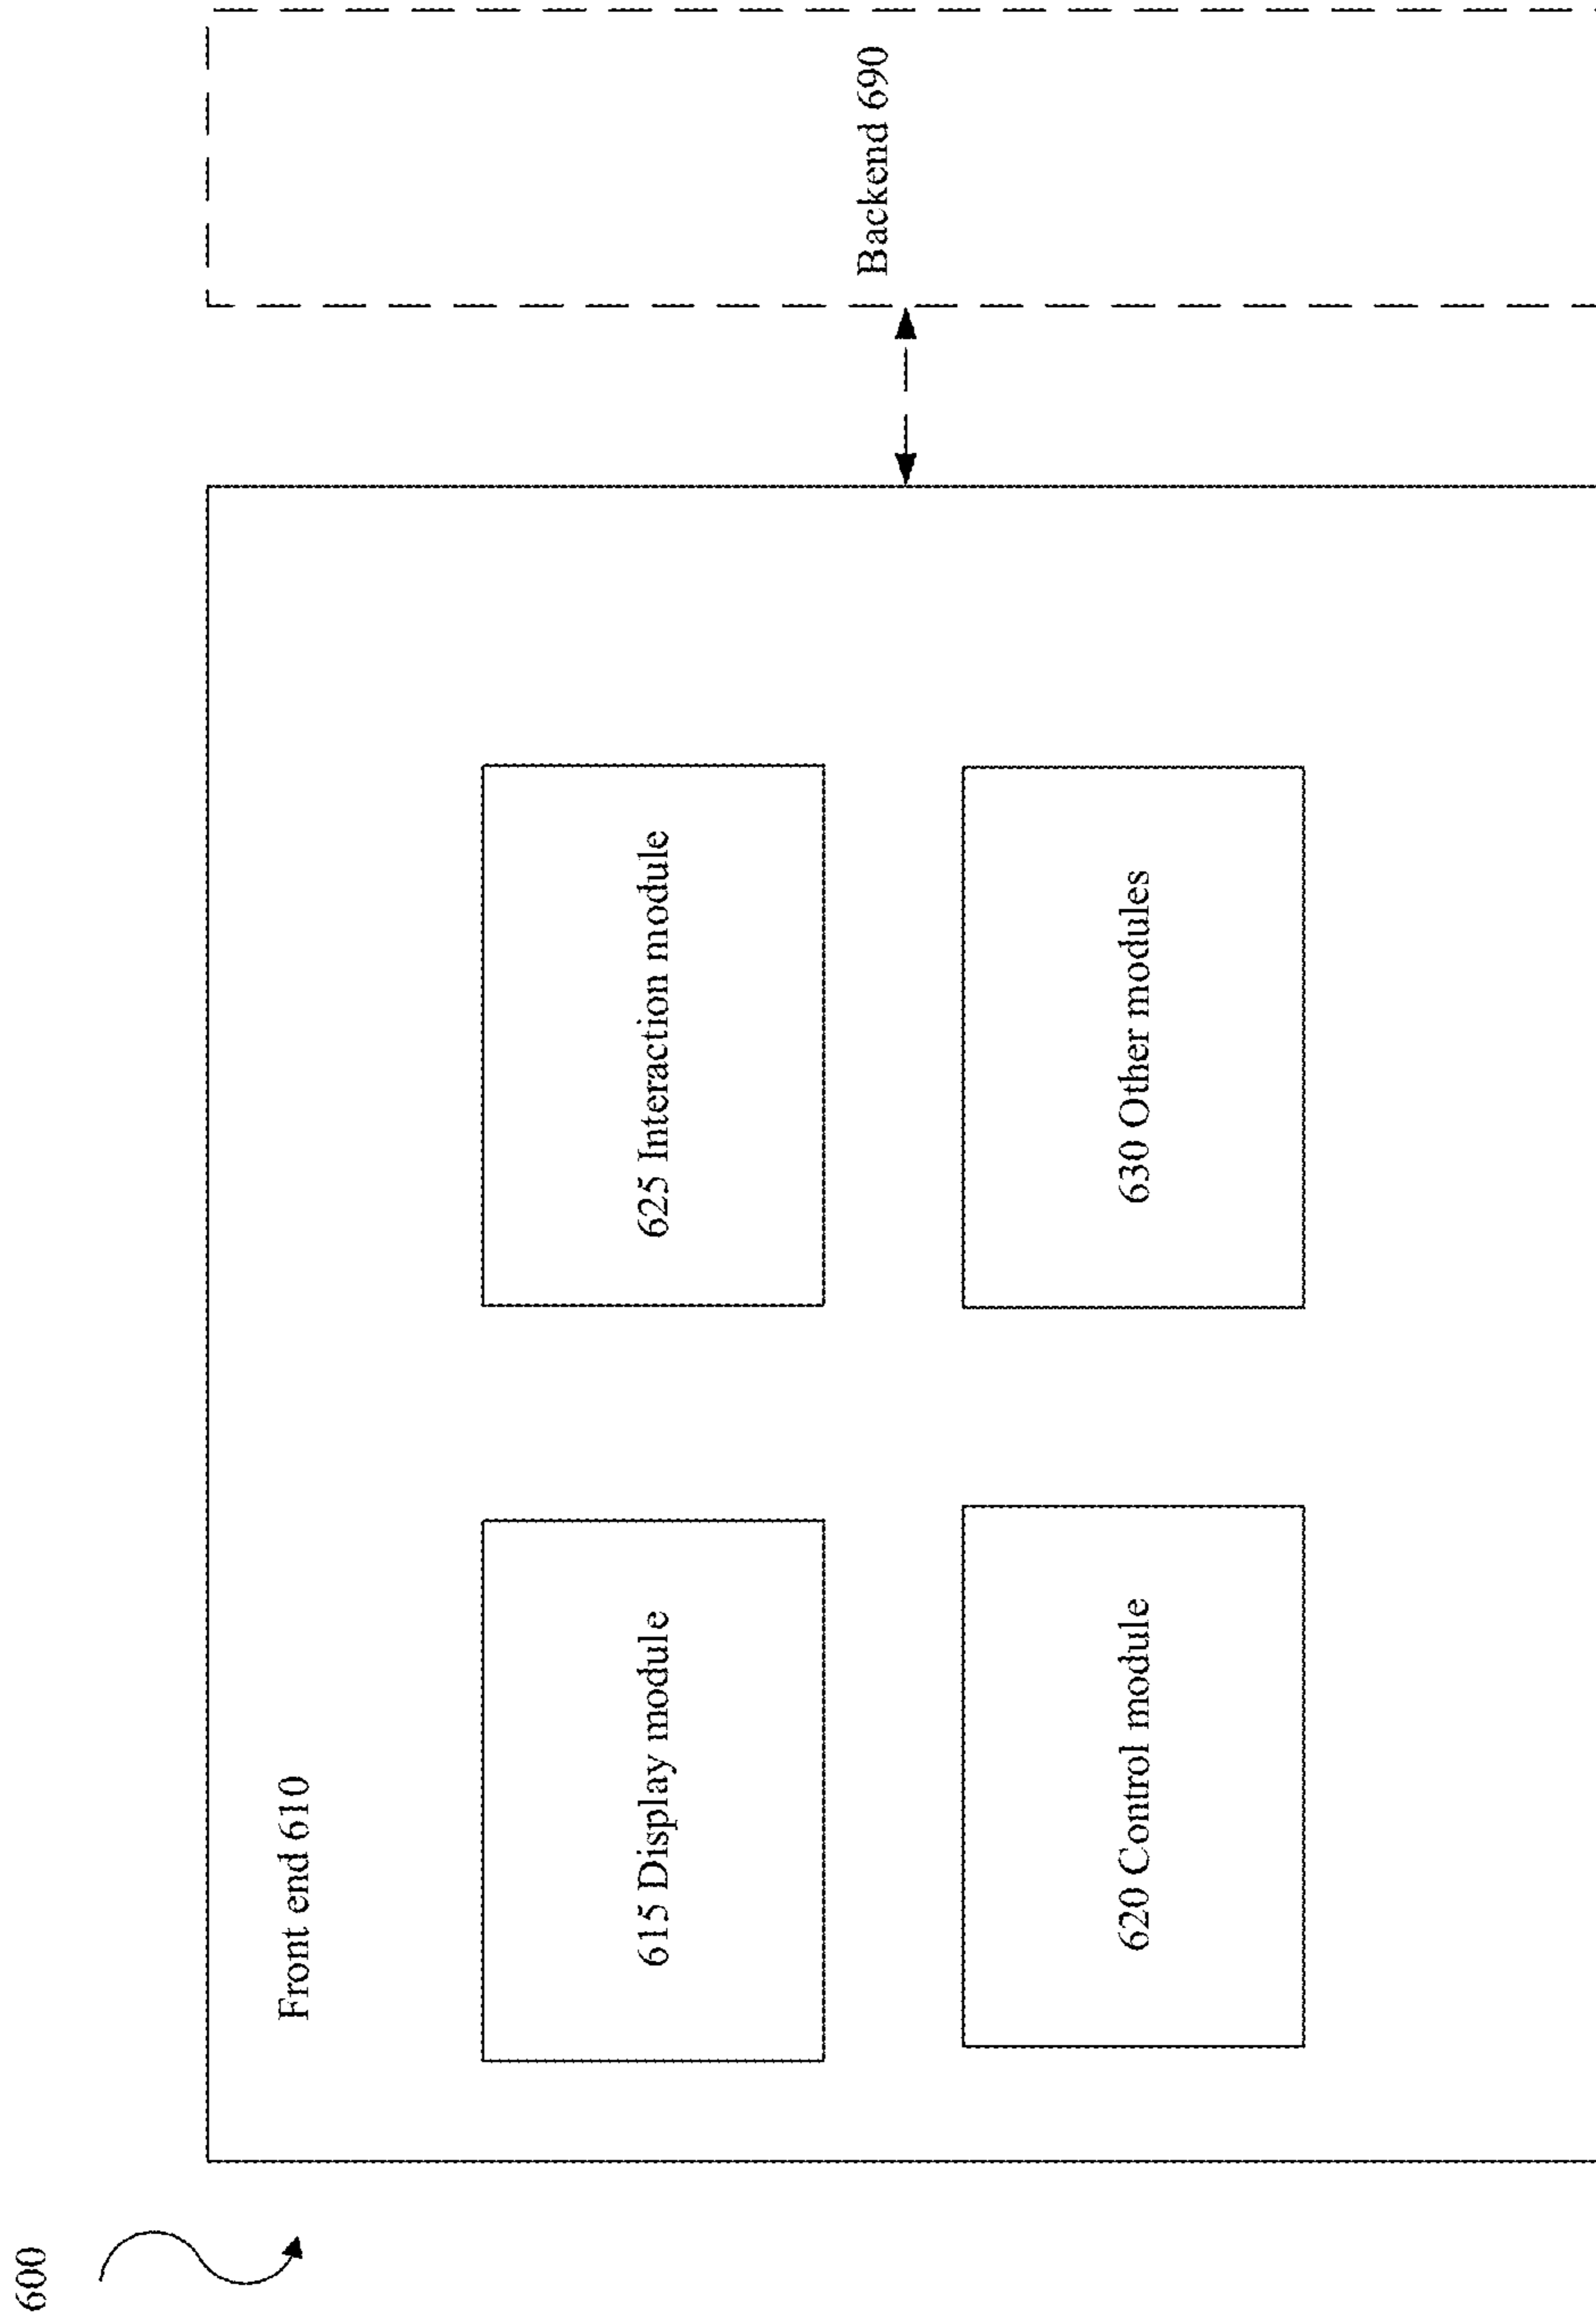 600
Front end 610
615 Display module
625 Interaction module
620 Control module
630 Other modules
Backend 690